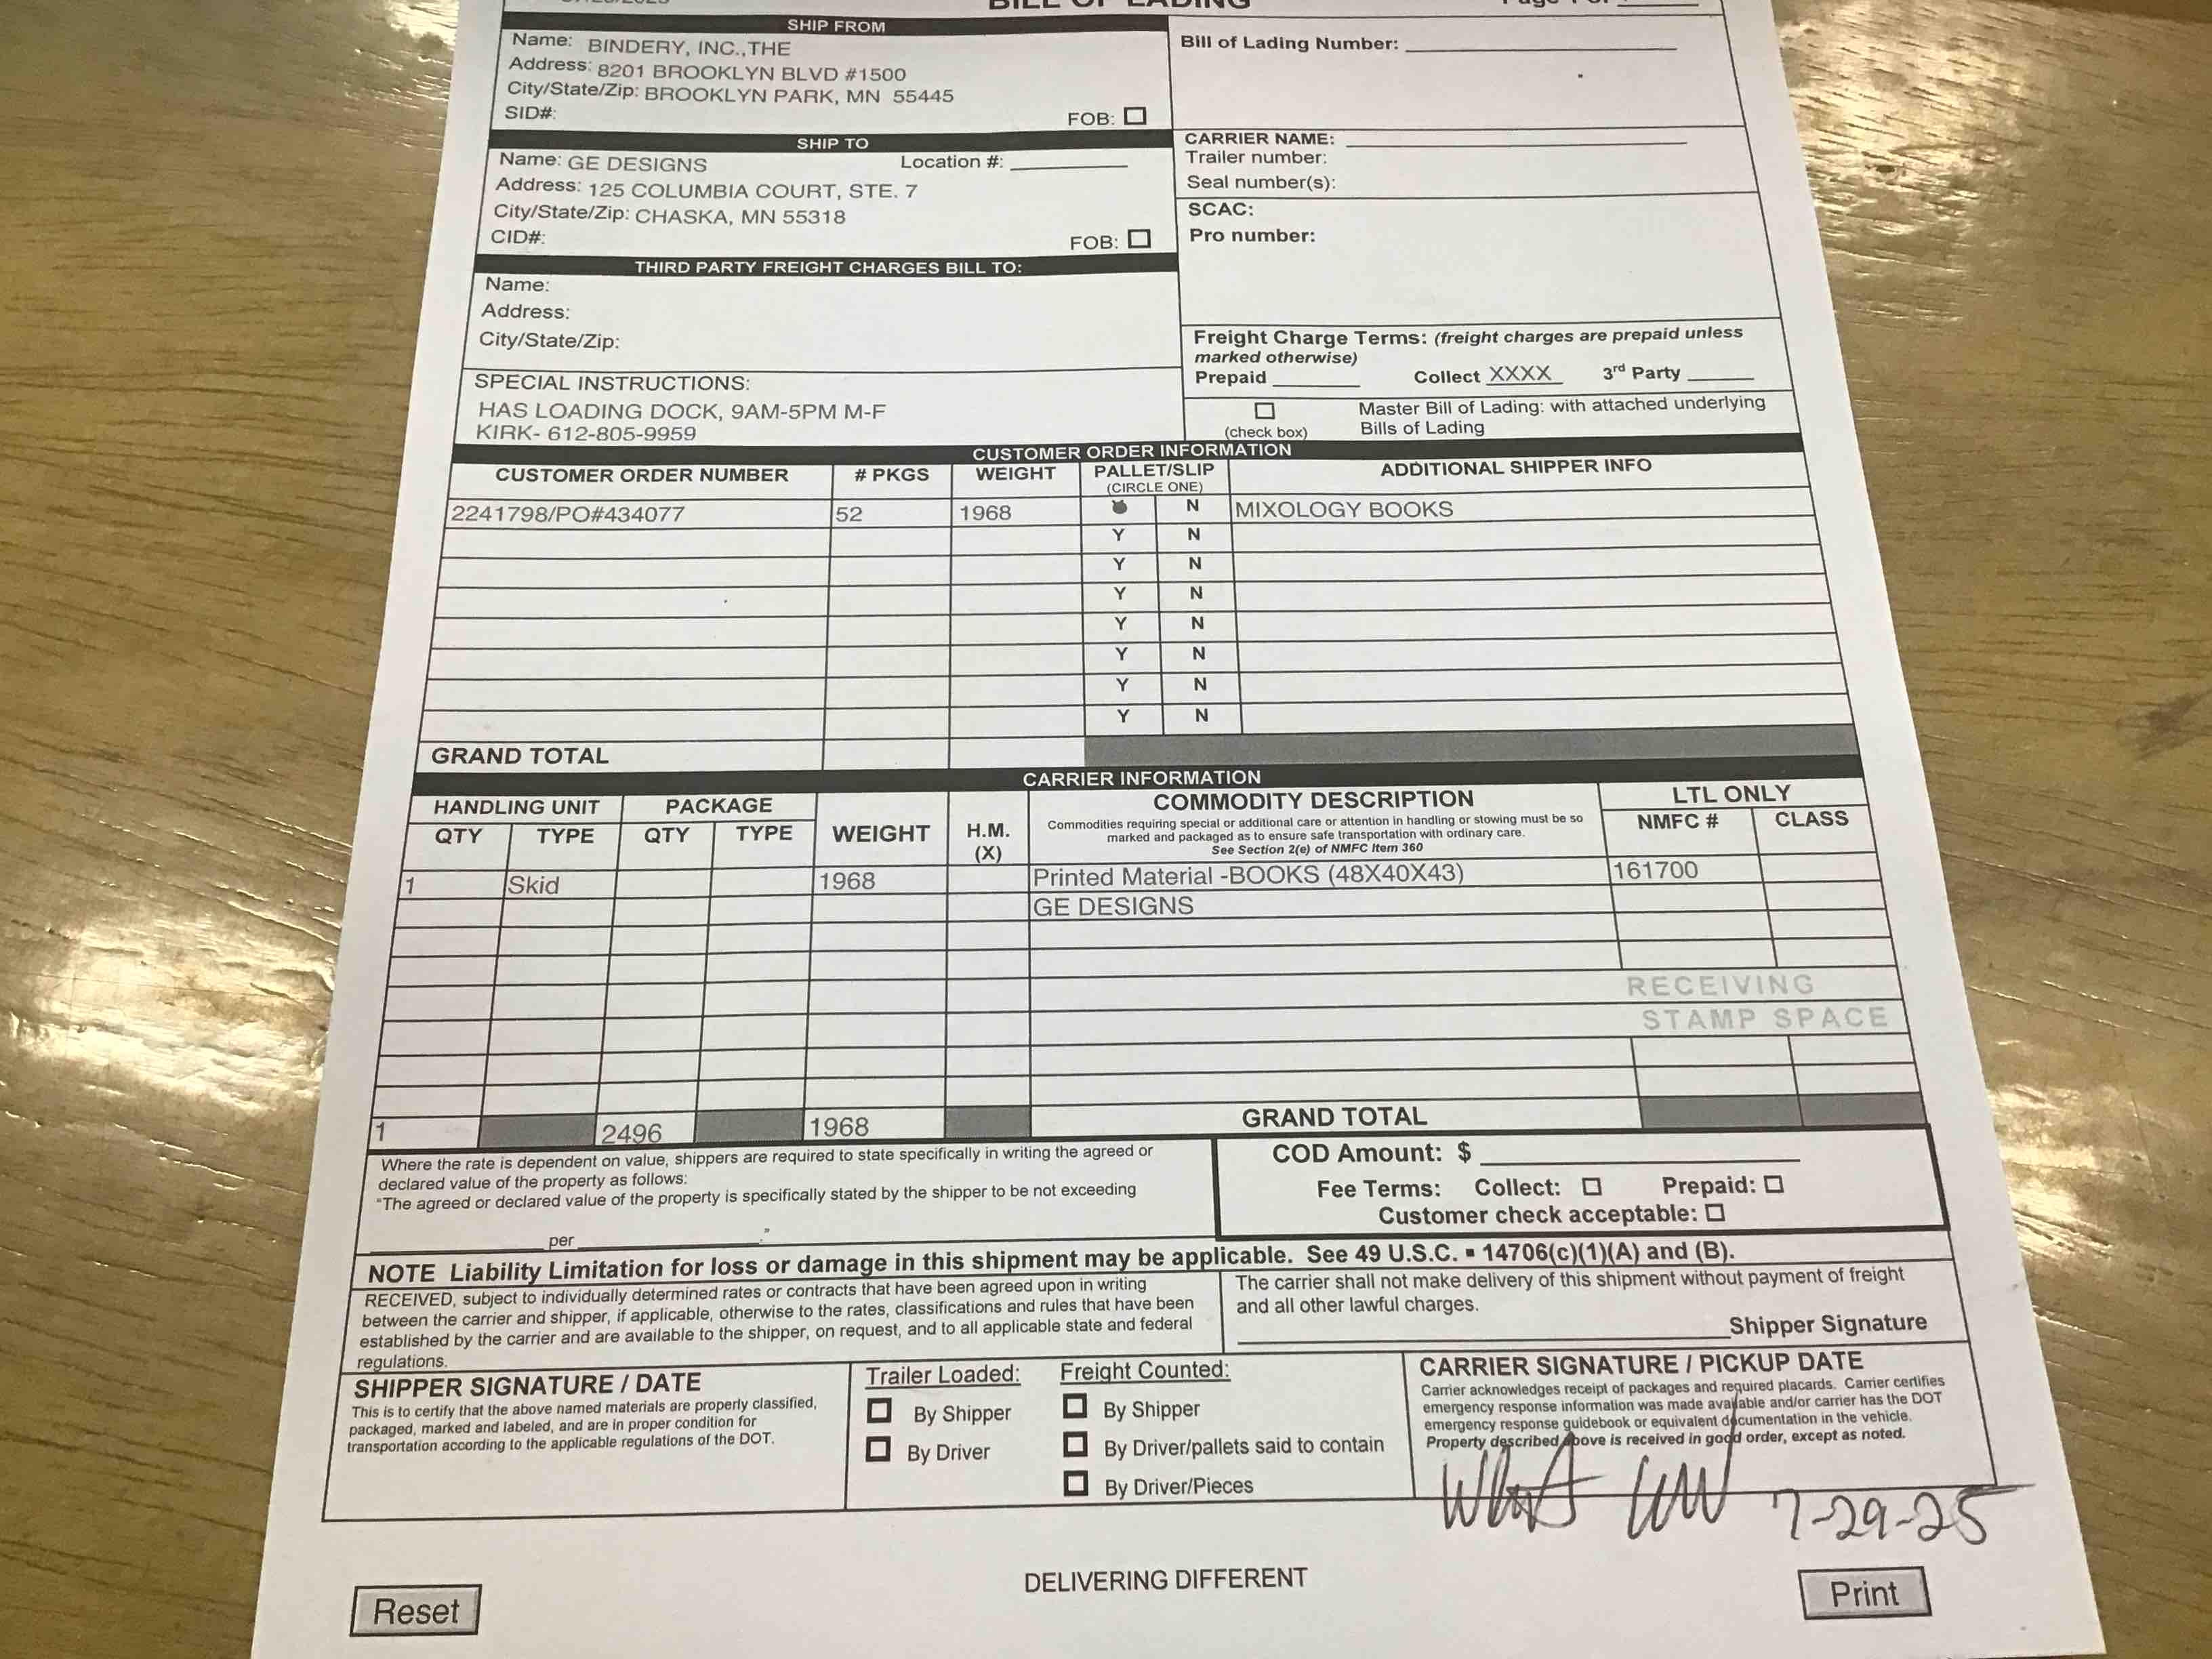 BILL OF LADING
SHIP FROM
Name: BINDERY, INC.,THE
Address: 8201 BROOKLYN BLVD #1500
City/State/Zip: BROOKLYN PARK, MN 55445
SID#:
FOB: ☐
Bill of Lading Number:
SHIP TO
Name: GE DESIGNS
Location #:
Address: 125 COLUMBIA COURT, STE. 7
City/State/Zip: CHASKA, MN 55318
CID#:
FOB: ☐
CARRIER NAME:
Trailer number:
Seal number(s):
SCAC:
Pro number:
THIRD PARTY FREIGHT CHARGES BILL TO:
Name:
Address:
City/State/Zip:
Freight Charge Terms: (freight charges are prepaid unless
marked otherwise)
Prepaid Collect XXXX 3rd Party
SPECIAL INSTRUCTIONS:
HAS LOADING DOCK, 9AM-5PM M-F
KIRK- 612-805-9959
☐ Master Bill of Lading: with attached underlying
(check box) Bills of Lading
CUSTOMER ORDER INFORMATION
CUSTOMER ORDER NUMBER # PKGS WEIGHT PALLET/SLIP ADDITIONAL SHIPPER INFO
(CIRCLE ONE)
2241798/PO#434077 52 1968 N MIXOLOGY BOOKS
Y N
Y N
Y N
Y N
Y N
Y N
Y N
GRAND TOTAL
CARRIER INFORMATION
HANDLING UNIT PACKAGE COMMODITY DESCRIPTION LTL ONLY
QTY TYPE QTY TYPE WEIGHT H.M. (X) NMFC # CLASS
Commodities requiring special or additional care or attention in handling or stowing must be so
marked and packaged as to ensure safe transportation with ordinary care.
See Section 2(e) of NMFC Item 360
1 Skid 1968 Printed Material -BOOKS (48X40X43) 161700
GE DESIGNS
RECEIVING
STAMP SPACE
1 2496 1968 GRAND TOTAL
Where the rate is dependent on value, shippers are required to state specifically in writing the agreed or
declared value of the property as follows:
"The agreed or declared value of the property is specifically stated by the shipper to be not exceeding
per ."
COD Amount: $
Fee Terms: Collect: ☐ Prepaid: ☐
Customer check acceptable: ☐
NOTE Liability Limitation for loss or damage in this shipment may be applicable. See 49 U.S.C. ▪ 14706(c)(1)(A) and (B).
RECEIVED, subject to individually determined rates or contracts that have been agreed upon in writing
between the carrier and shipper, if applicable, otherwise to the rates, classifications and rules that have been
established by the carrier and are available to the shipper, on request, and to all applicable state and federal
regulations.
The carrier shall not make delivery of this shipment without payment of freight
and all other lawful charges.
Shipper Signature
SHIPPER SIGNATURE / DATE
This is to certify that the above named materials are properly classified,
packaged, marked and labeled, and are in proper condition for
transportation according to the applicable regulations of the DOT.
Trailer Loaded:
☐ By Shipper
☐ By Driver
Freight Counted:
☐ By Shipper
☐ By Driver/pallets said to contain
☐ By Driver/Pieces
CARRIER SIGNATURE / PICKUP DATE
Carrier acknowledges receipt of packages and required placards. Carrier certifies
emergency response information was made available and/or carrier has the DOT
emergency response guidebook or equivalent documentation in the vehicle.
Property described above is received in good order, except as noted.
7-29-25
Reset
DELIVERING DIFFERENT
Print